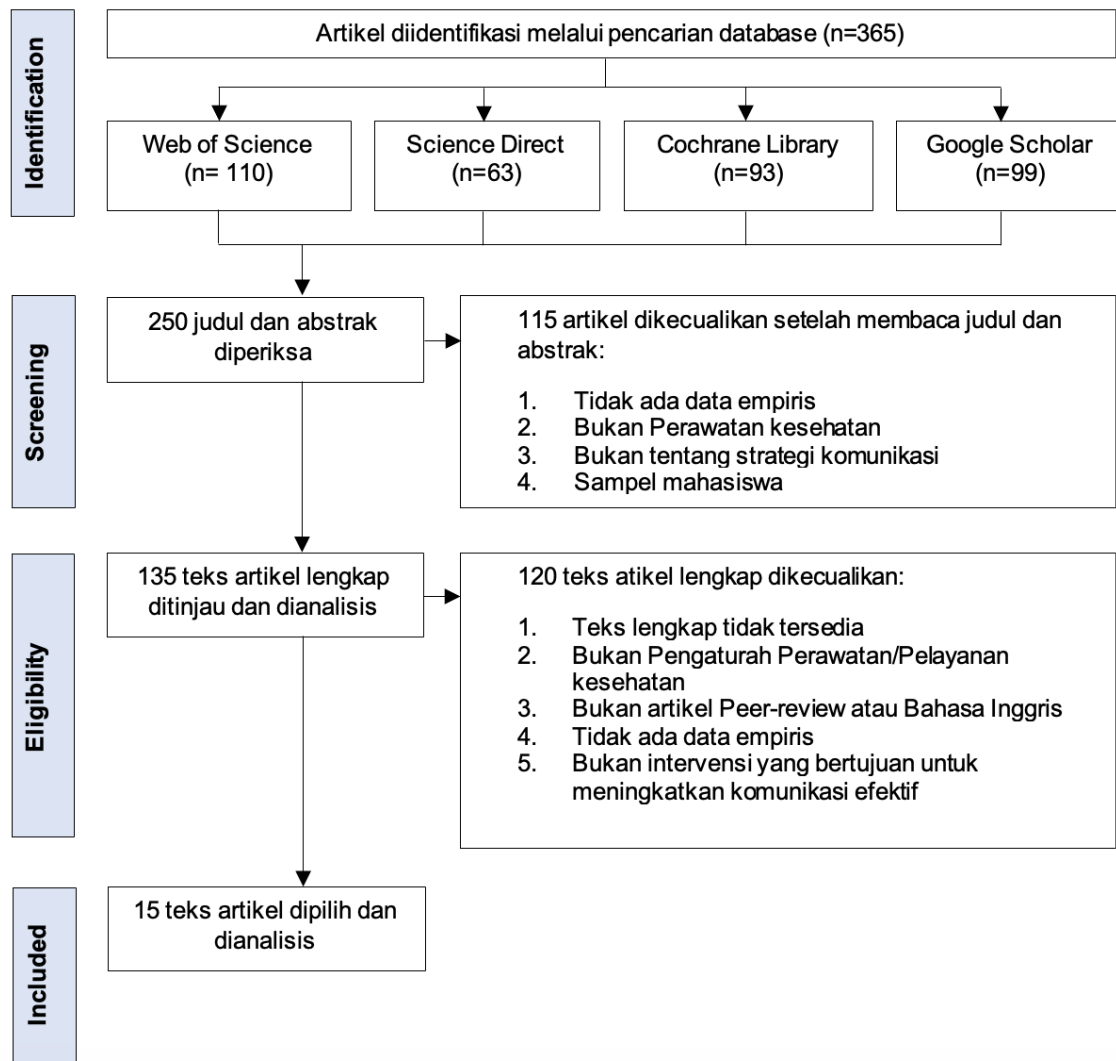 Identification
Artikel diidentifikasi melalui pencarian database (n=365)
Web of Science
(n= 110)
Science Direct
(n=63)
Cochrane Library
(n=93)
Google Scholar
(n=99)
Screening
250 judul dan abstrak
diperiksa
115 artikel dikecualikan setelah membaca judul dan
abstrak:
1. Tidak ada data empiris
2. Bukan Perawatan kesehatan
3. Bukan tentang strategi komunikasi
4. Sampel mahasiswa
Eligibility
135 teks artikel lengkap
ditinjau dan dianalisis
120 teks atikel lengkap dikecualikan:
1. Teks lengkap tidak tersedia
2. Bukan Pengaturah Perawatan/Pelayanan
kesehatan
3. Bukan artikel Peer-review atau Bahasa Inggris
4. Tidak ada data empiris
5. Bukan intervensi yang bertujuan untuk
meningkatkan komunikasi efektif
Included
15 teks artikel dipilih dan
dianalisis